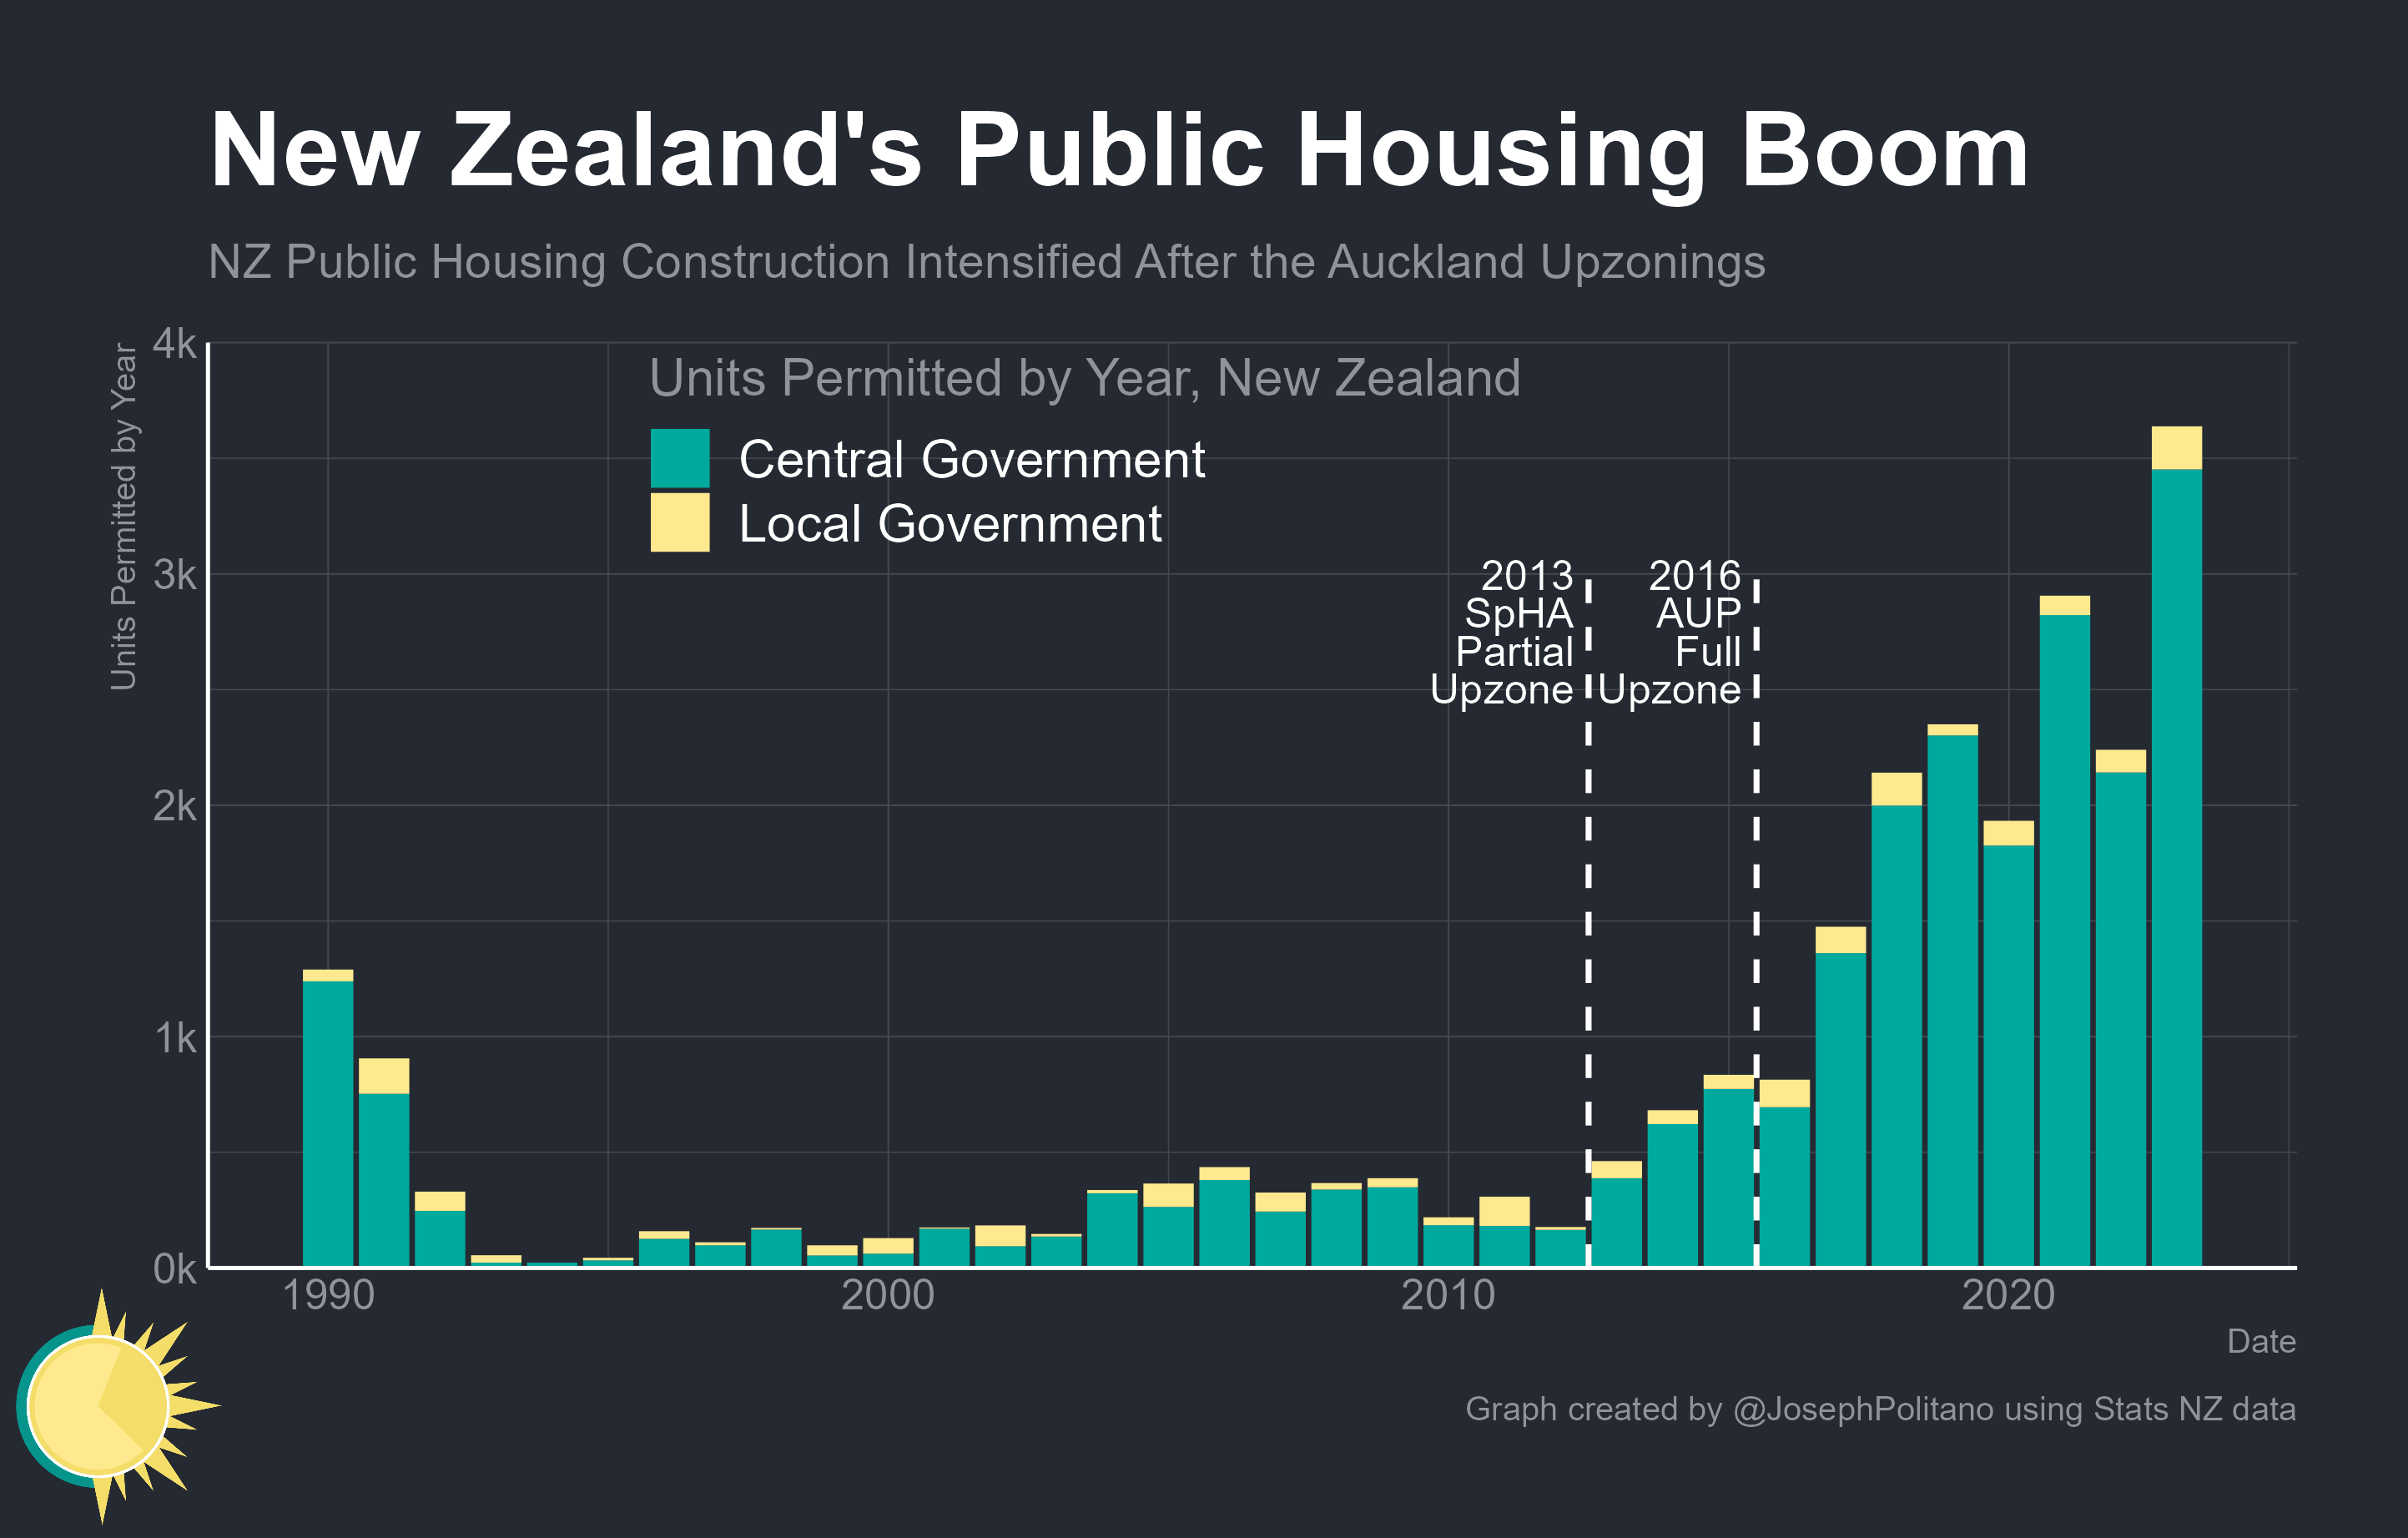 New Zealand's Public Housing Boom
NZ Public Housing Construction Intensified After the Auckland Upzonings
Units Permitted by Year
4k
3k
2k
1k
0k
Units Permitted by Year, New Zealand
Central Government
Local Government
2013
SpHA
Partial
Upzone
2016
AUP
Full
Upzone
1990
2000
2010
2020
Date
Graph created by @JosephPolitano using Stats NZ data